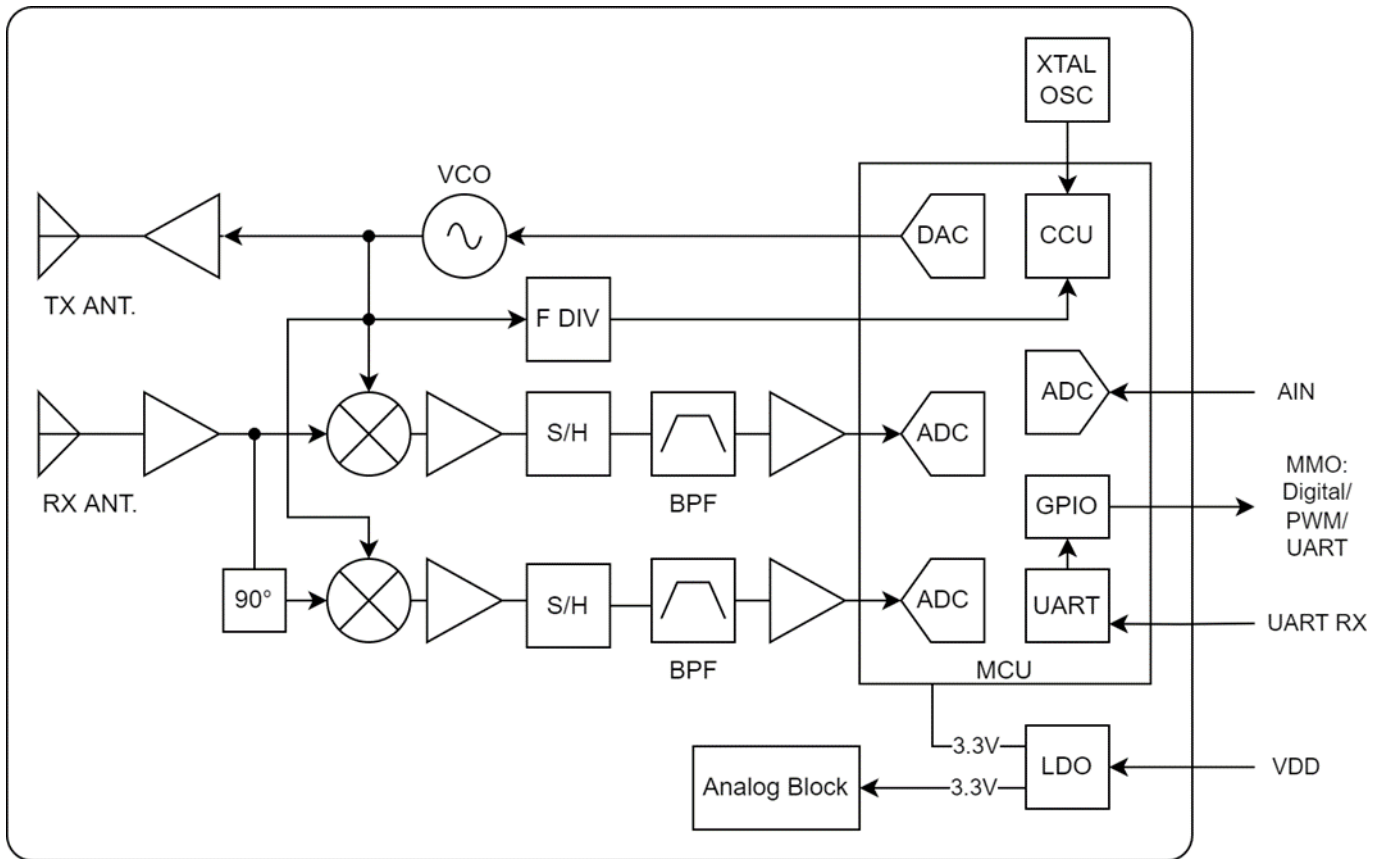 XTAL
OSC
VCO
DAC
CCU
TX ANT.
F DIV
ADC
AIN
S/H
ADC
RX ANT.
BPF
GPIO
MMO:
Digital/
PWM/
UART
90°
S/H
ADC
UART
UART RX
BPF
MCU
3.3V
LDO
VDD
Analog Block
3.3V